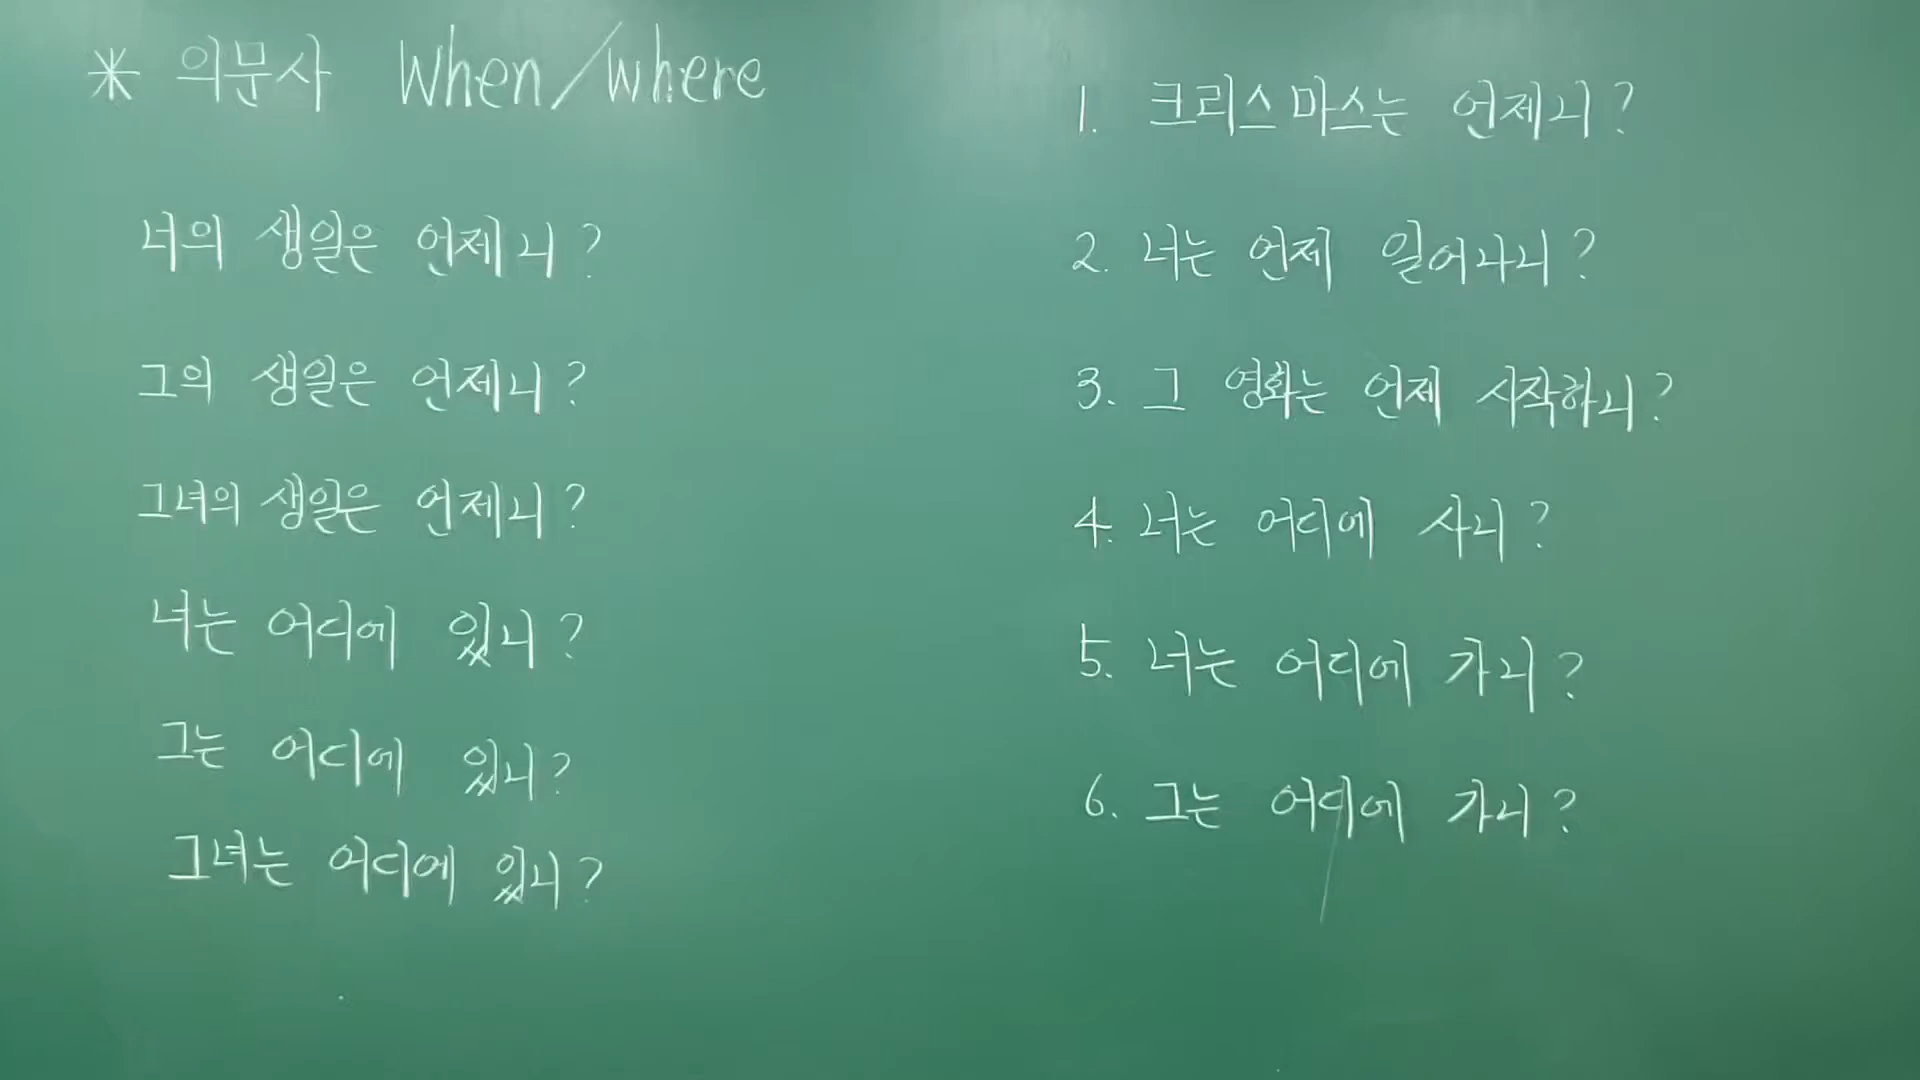 * 의문사 When/where
너의 생일은 언제니?
그의 생일은 언제니?
그녀의 생일은 언제니?
너는 어디에 있니?
그는 어디에 있니?
그녀는 어디에 있니?
1. 크리스마스는 언제니?
2. 너는 언제 일어나니?
3. 그 영화는 언제 시작하니?
4. 너는 어디에 사니?
5. 너는 어디에 가니?
6. 그는 어디에 가니?